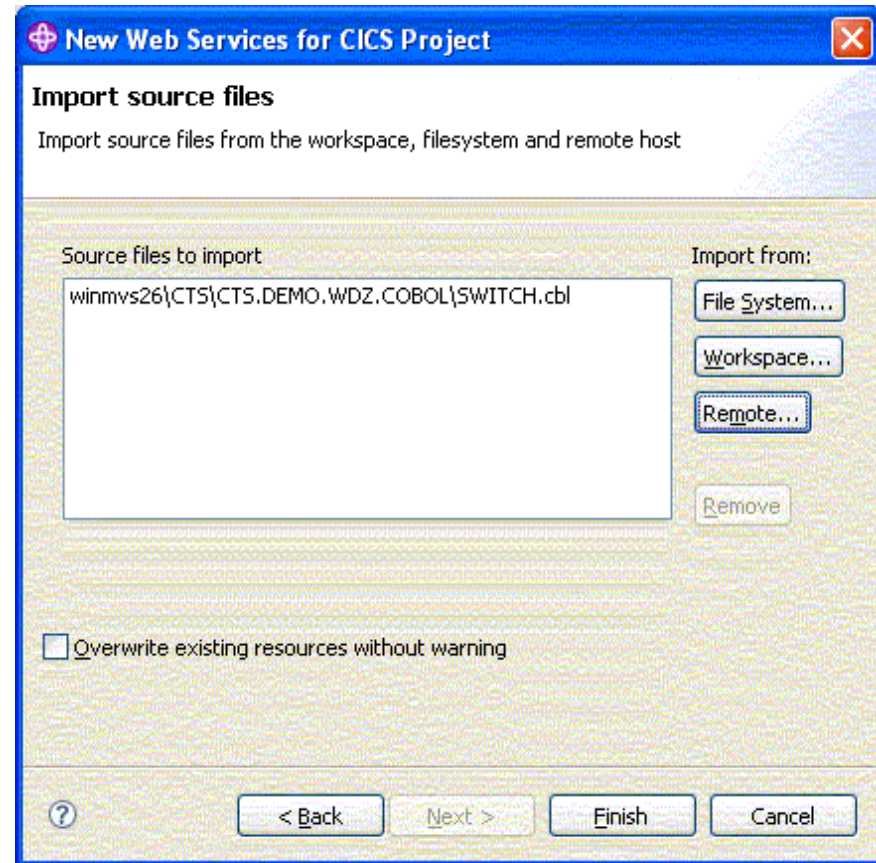 New Web Services for CICS Project
Import source files
Import source files from the workspace, filesystem and remote host
Source files to import
Import from:
winmvs26\CTS\CTS.DEMO.WDZ.COBOL\SWITCH.cbl
File System...
Workspace...
Remote...
Remove
Overwrite existing resources without warning
?
< Back
Next >
Finish
Cancel